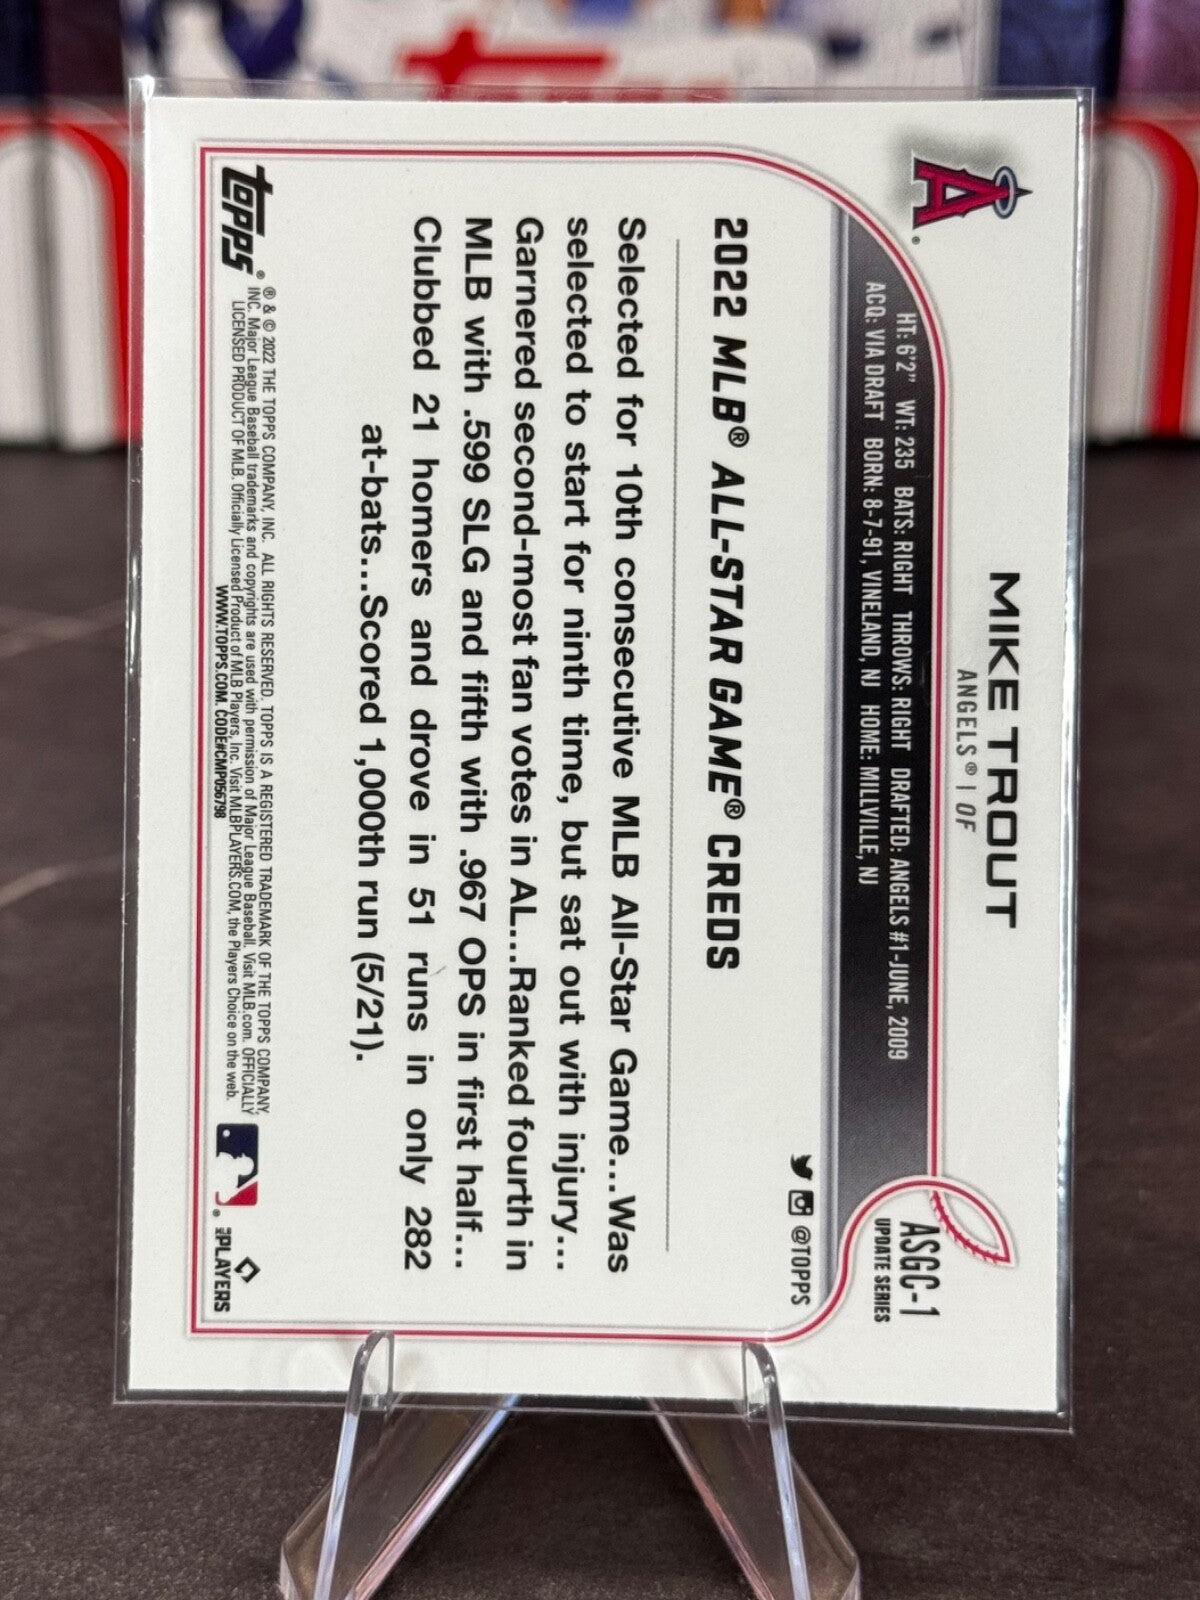 MIKE TROUT
ANGELS® | OF
A®
HT: 6'2" WT: 235 BATS: RIGHT THROWS: RIGHT DRAFTED: ANGELS #1-JUNE, 2009
ACQ: VIA DRAFT BORN: 8-7-91, VINELAND, NJ HOME: MILLVILLE, NJ
ASGC-1
UPDATE SERIES
@TOPPS
2022 MLB® ALL-STAR GAME® CREDS
Selected for 10th consecutive MLB All-Star Game...Was
selected to start for ninth time, but sat out with injury...
Garnered second-most fan votes in AL...Ranked fourth in
MLB with .599 SLG and fifth with .967 OPS in first half...
Clubbed 21 homers and drove in 51 runs in only 282
at-bats...Scored 1,000th run (5/21).
topps®
® & © 2022 THE TOPPS COMPANY, INC. ALL RIGHTS RESERVED. TOPPS IS A REGISTERED TRADEMARK OF THE TOPPS COMPANY,
INC. Major League Baseball trademarks and copyrights are used with permission of Major League Baseball. Visit MLB.com. OFFICIALLY
LICENSED PRODUCT OF MLB. Officially Licensed Product of MLB Players, Inc. Visit MLBPLAYERS.COM, the Players Choice on the web.
WWW.TOPPS.COM. CODE#CMP056798
PLAYERS